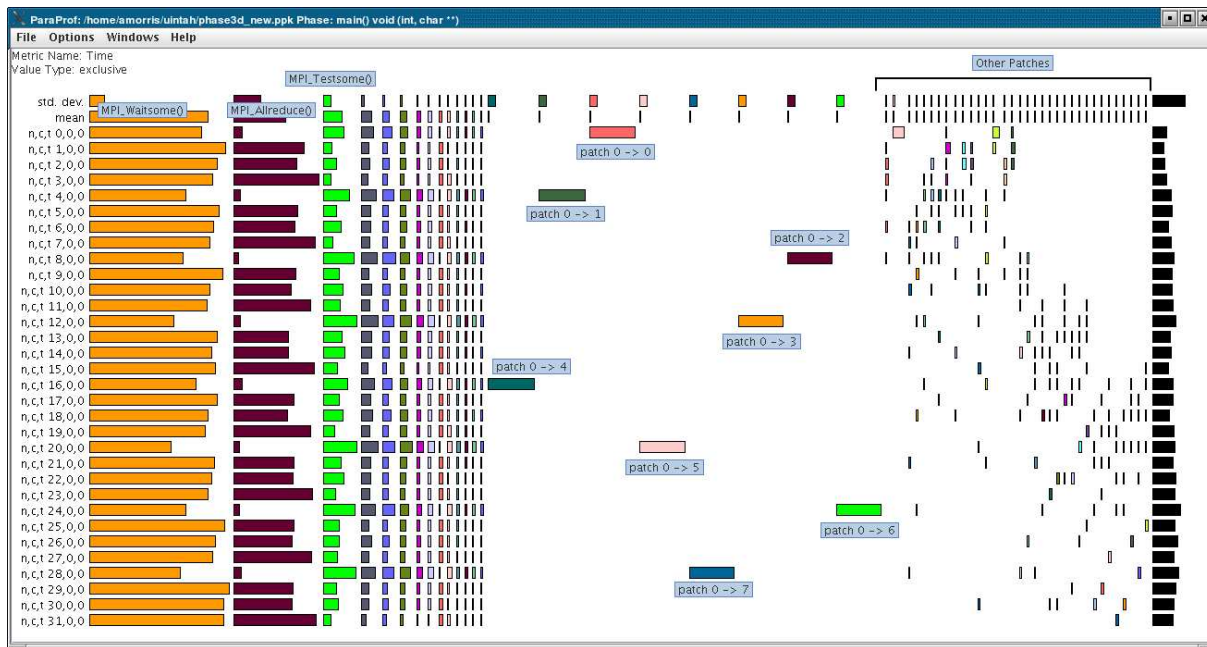 ParaProf: /home/amorris/uintah/phase3d_new.ppk Phase: main() void (int, char **)
File Options Windows Help
Metric Name: Time
Value Type: exclusive
Other Patches
MPI_Testsome()
std. dev.
MPI_Waitsome()
MPI_Allreduce()
mean
n,c,t 0,0,0
patch 0 -> 0
n,c,t 1,0,0
n,c,t 2,0,0
n,c,t 3,0,0
n,c,t 4,0,0
n,c,t 5,0,0
patch 0 -> 1
n,c,t 6,0,0
n,c,t 7,0,0
patch 0 -> 2
n,c,t 8,0,0
n,c,t 9,0,0
n,c,t 10,0,0
n,c,t 11,0,0
n,c,t 12,0,0
n,c,t 13,0,0
patch 0 -> 3
n,c,t 14,0,0
n,c,t 15,0,0
patch 0 -> 4
n,c,t 16,0,0
n,c,t 17,0,0
n,c,t 18,0,0
n,c,t 19,0,0
n,c,t 20,0,0
n,c,t 21,0,0
patch 0 -> 5
n,c,t 22,0,0
n,c,t 23,0,0
n,c,t 24,0,0
n,c,t 25,0,0
patch 0 -> 6
n,c,t 26,0,0
n,c,t 27,0,0
n,c,t 28,0,0
n,c,t 29,0,0
patch 0 -> 7
n,c,t 30,0,0
n,c,t 31,0,0